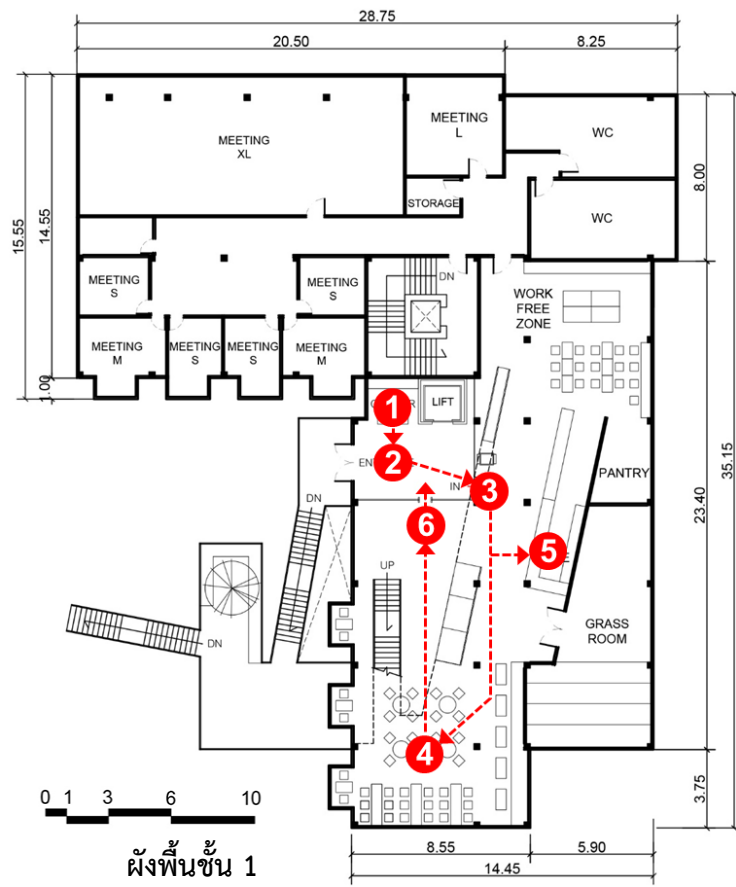 28.75
20.50
8.25
MEETING
XL
MEETING
L
WC
STORAGE
WC
15.55
14.55
8.00
MEETING
S
MEETING
S
DN
WORK
FREE
ZONE
MEETING
M
MEETING
S
MEETING
S
MEETING
M
1.00
1
LIFT
2
IN
3
PANTRY
35.15
23.40
DN
6
5
UP
GRASS
ROOM
DN
4
0 1 3 6 10
3.75
ผังพื้นชั้น 1
8.55
5.90
14.45